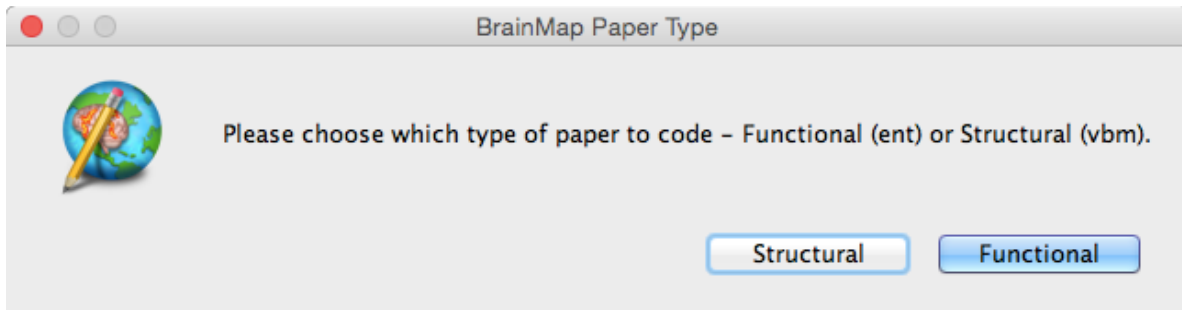 BrainMap Paper Type
Please choose which type of paper to code – Functional (ent) or Structural (vbm).
Structural
Functional